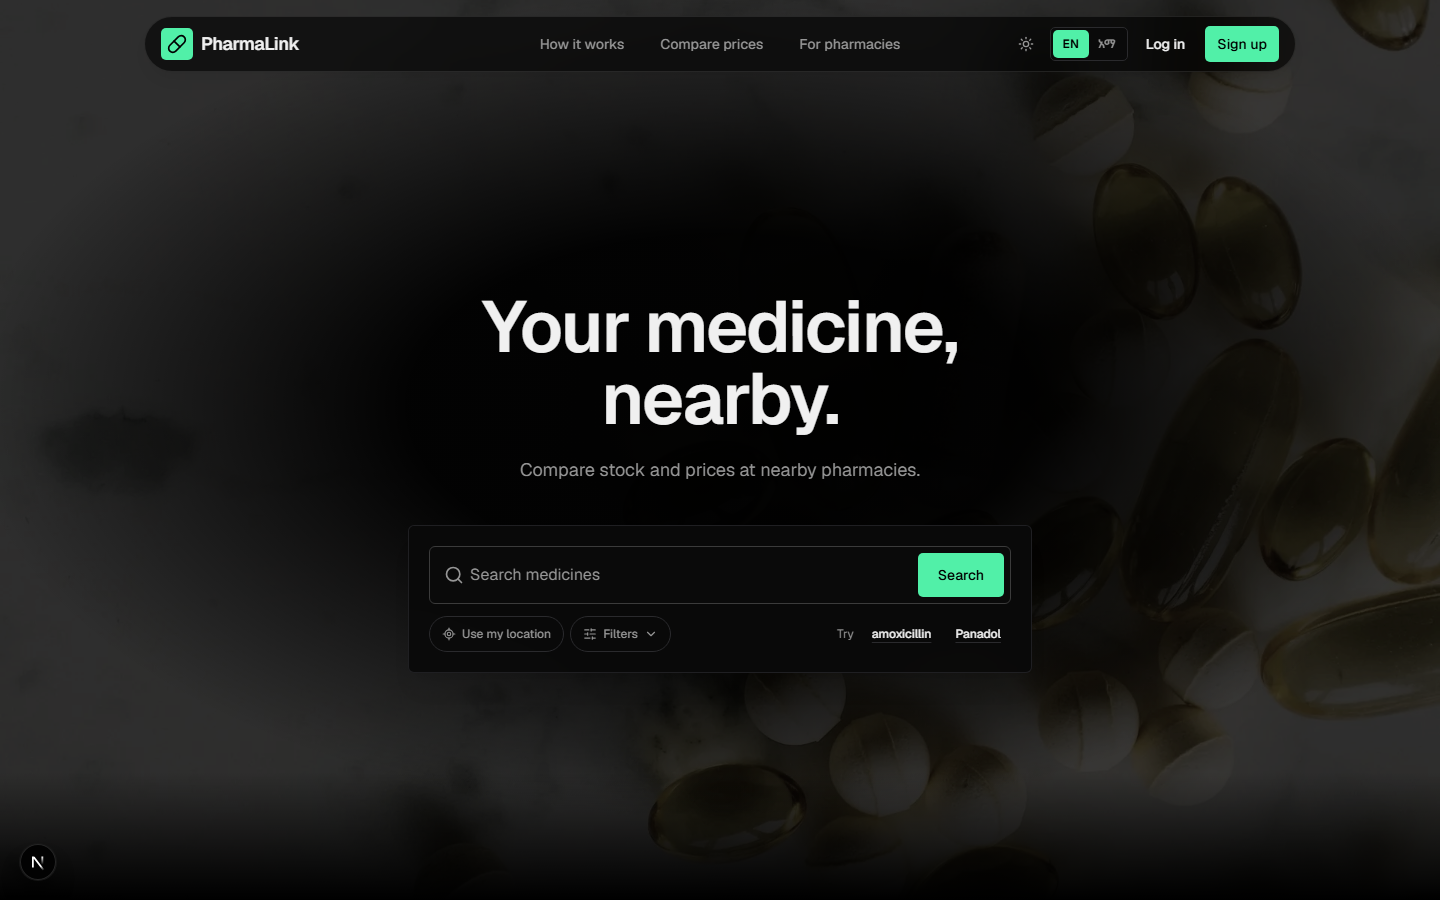 PharmaLink
How it works
Compare prices
For pharmacies
EN
አማ
Log in
Sign up
Your medicine,
nearby.
Compare stock and prices at nearby pharmacies.
Search medicines
Search
Use my location
Filters
Try
amoxicillin
Panadol
N